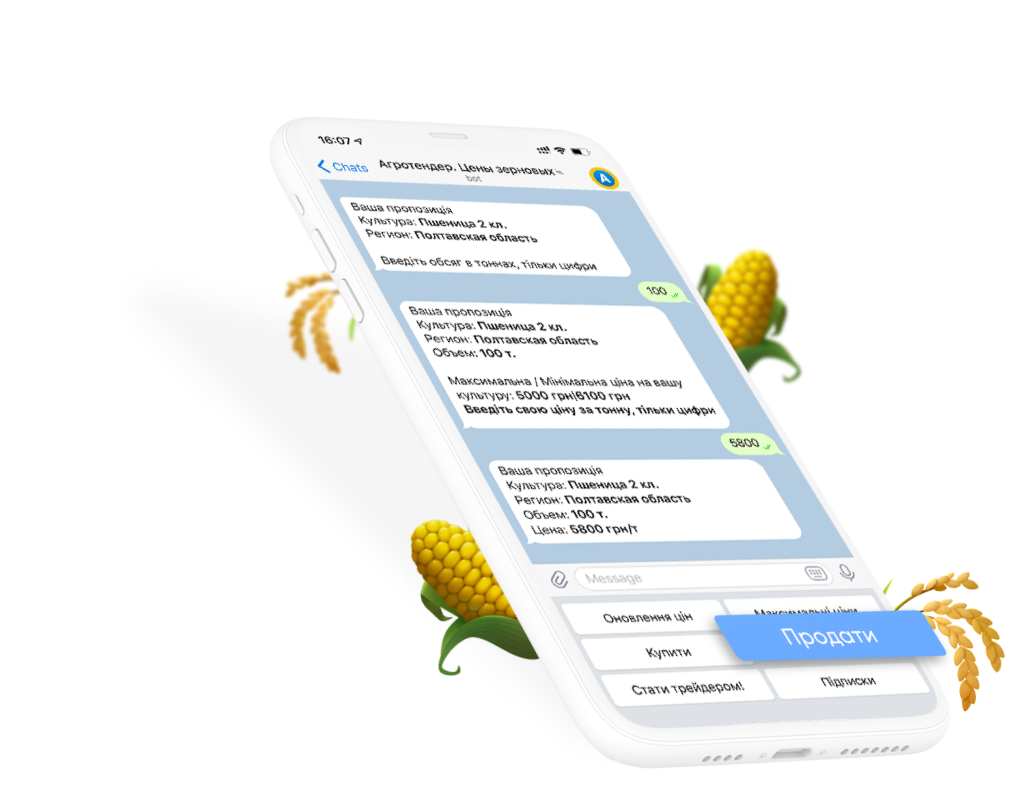 16:07
Chats
Агротендер. Цены зерновых
bot
A
Ваша пропозиція
Культура: Пшеница 2 кл.
Регион: Полтавская область
Введіть обсяг в тоннах, тільки цифри
100
Ваша пропозиція
Культура: Пшеница 2 кл.
Регион: Полтавская область
Объем: 100 т.
Максимальна / Мінімальна ціна на вашу
культуру: 5000 грн|6100 грн
Введіть свою ціну за тонну, тільки цифри
5800
Ваша пропозиція
Культура: Пшеница 2 кл.
Регион: Полтавская область
Объем: 100 т.
Цена: 5800 грн/т
Message
Оновлення цін
Максимальні ціни
Купити
Продати
Стати трейдером!
Підписки